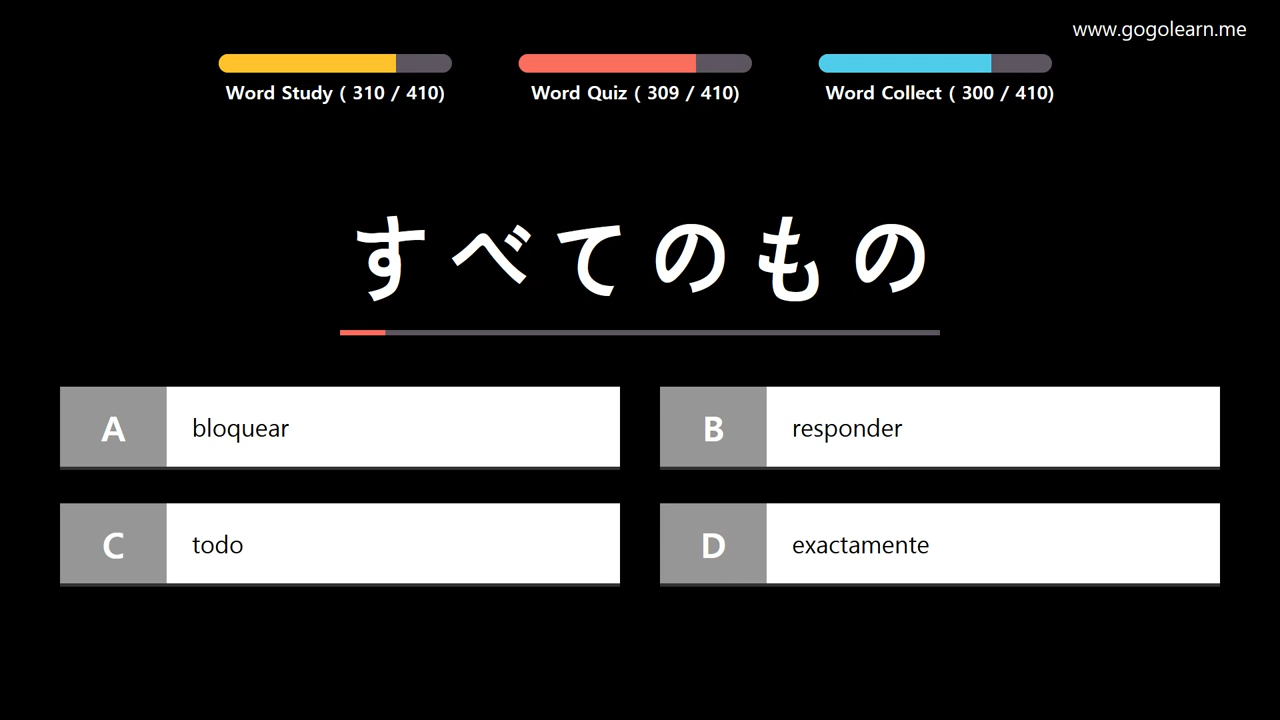 www.gogolearn.me
Word Study ( 310 / 410)
Word Quiz ( 309 / 410)
Word Collect ( 300 / 410)
すべてのもの
A bloquear
B responder
C todo
D exactamente